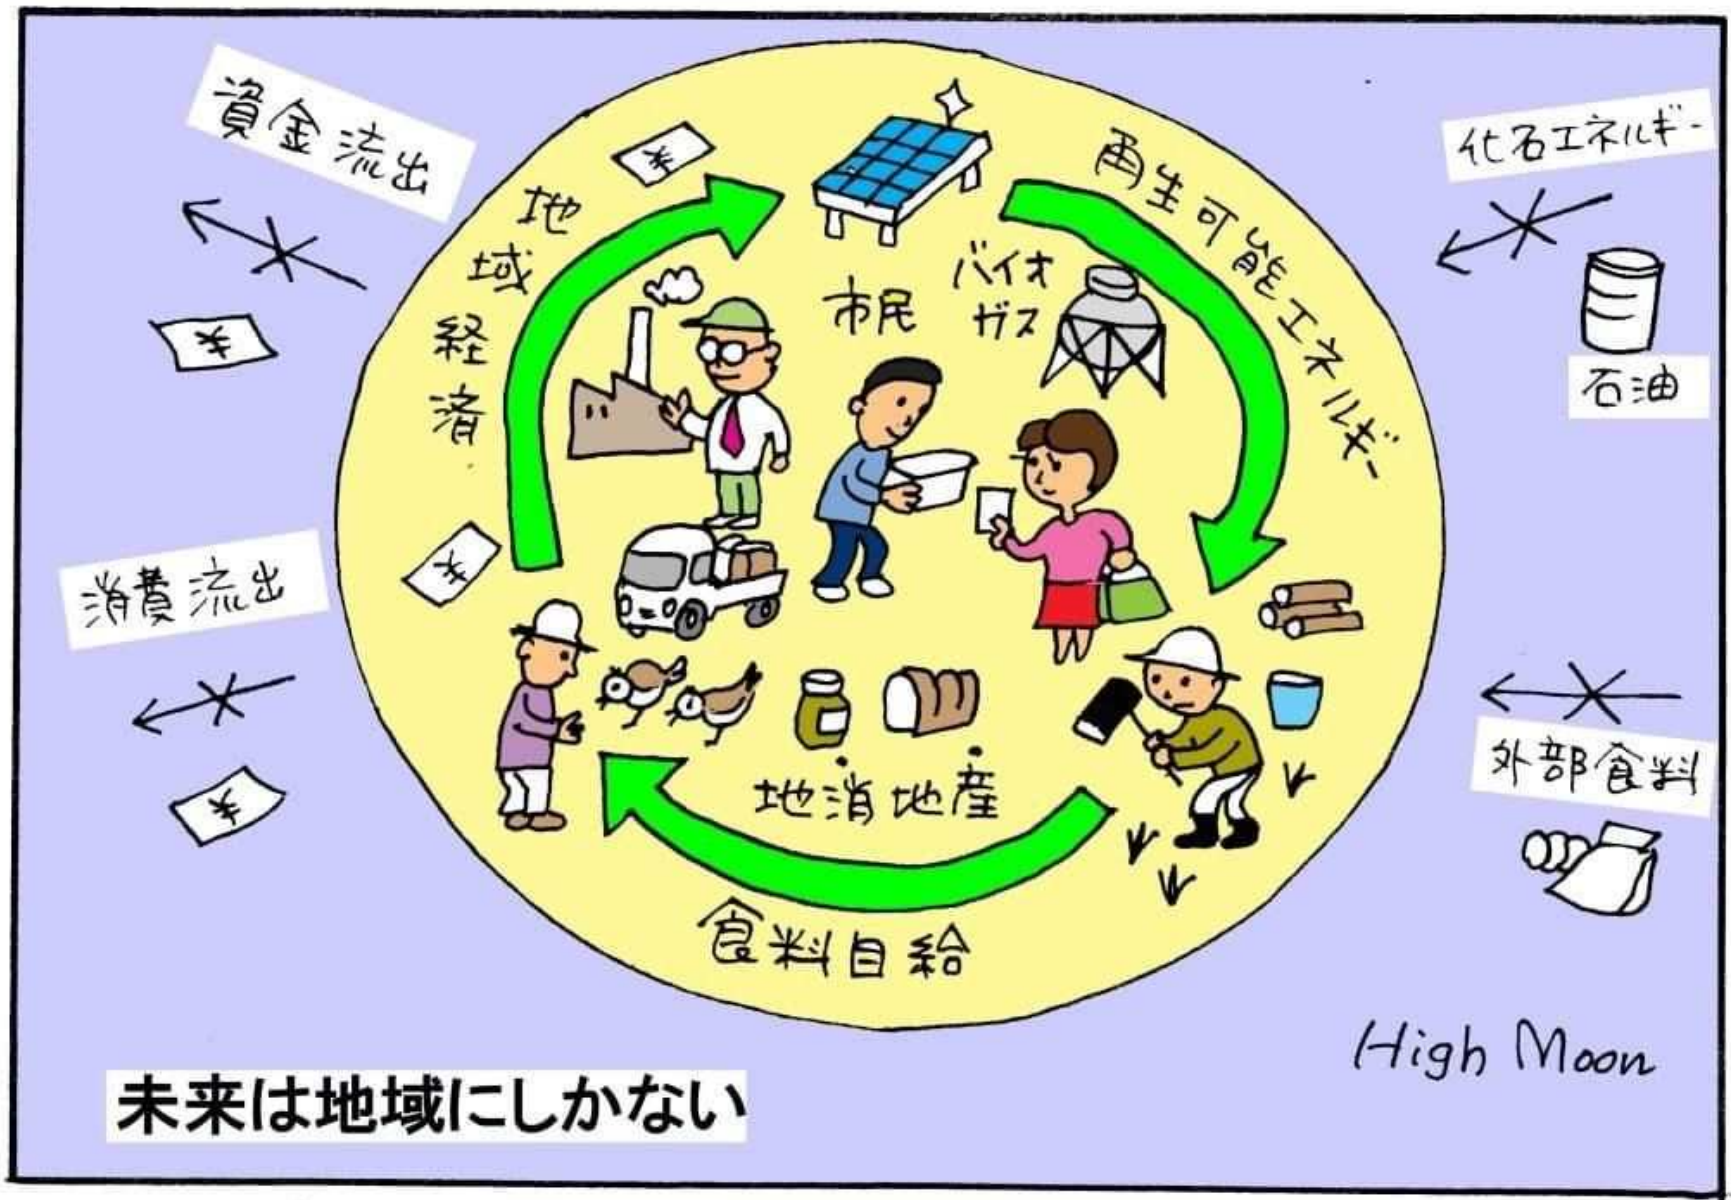 資金流出
化石エネルギー
地域経済
¥
再生可能エネルギー
バイオ
ガス
市民
¥
石油
消費流出
¥
地消地産
外部食料
¥
食料自給
High Moon
未来は地域にしかない